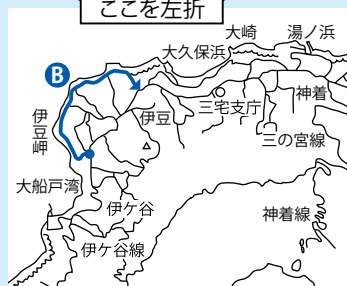 ここを左折
大崎
湯ノ浜
大久保浜
B
神着
三宅支庁
伊豆
伊豆岬
三の宮線
大船戸湾
伊ケ谷
神着線
伊ケ谷線